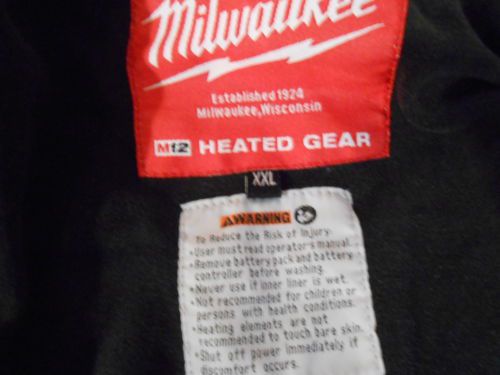 Milwaukee
Established 1924
Milwaukee, Wisconsin
M12 HEATED GEAR
XXL
WARNING
To Reduce the Risk of Injury:
• User must read operator's manual.
• Remove battery pack and battery
controller before washing.
• Never use if inner liner is wet.
• Not recommended for children or
persons with health conditions.
• Heating elements are not
recommended to touch bare skin.
• Shut off power immediately if
discomfort occurs.